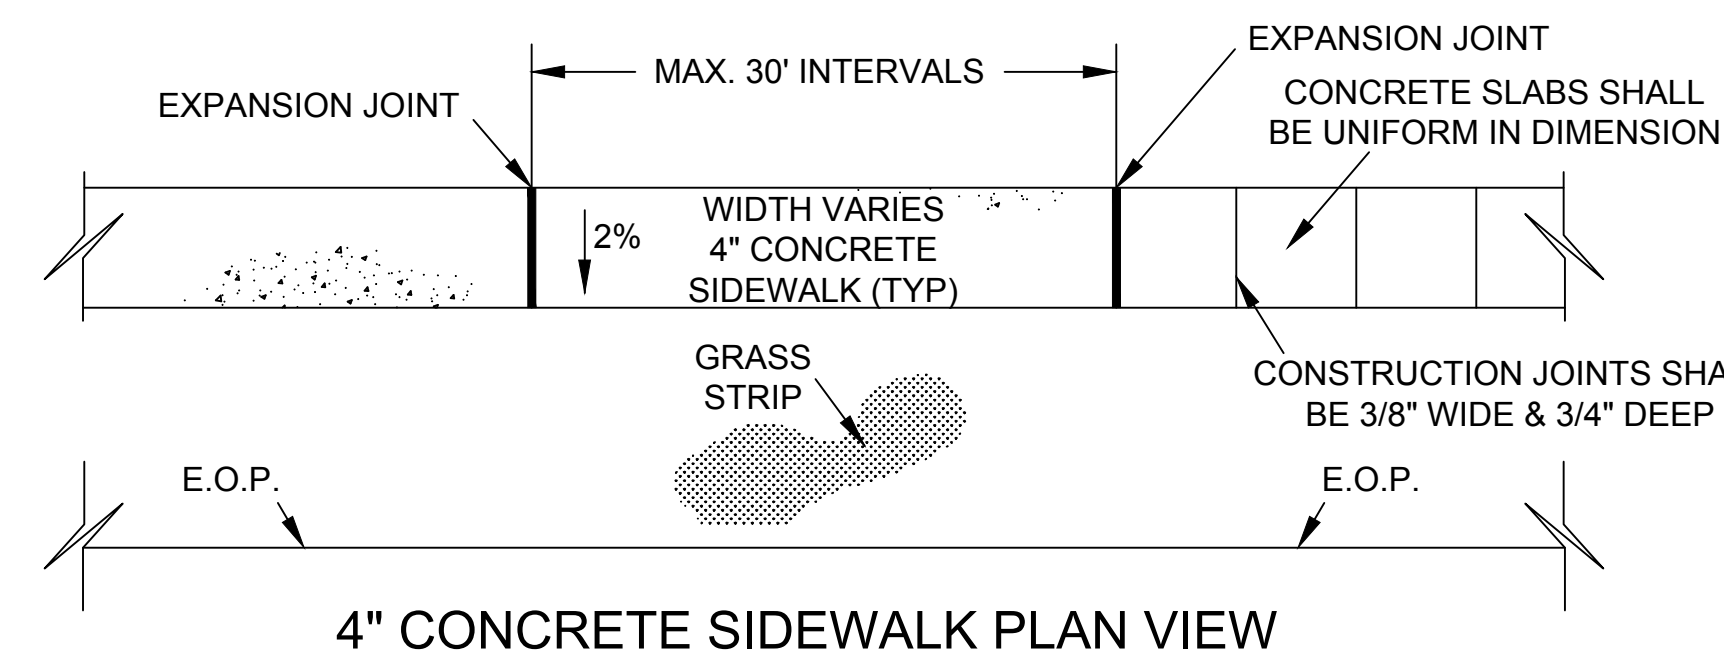 EXPANSION JOINT
MAX. 30' INTERVALS
EXPANSION JOINT
CONCRETE SLABS SHALL
BE UNIFORM IN DIMENSION
2%
WIDTH VARIES
4" CONCRETE
SIDEWALK (TYP)
GRASS
STRIP
CONSTRUCTION JOINTS SHA
BE 3/8" WIDE & 3/4" DEEP
E.O.P.
E.O.P.
4" CONCRETE SIDEWALK PLAN VIEW